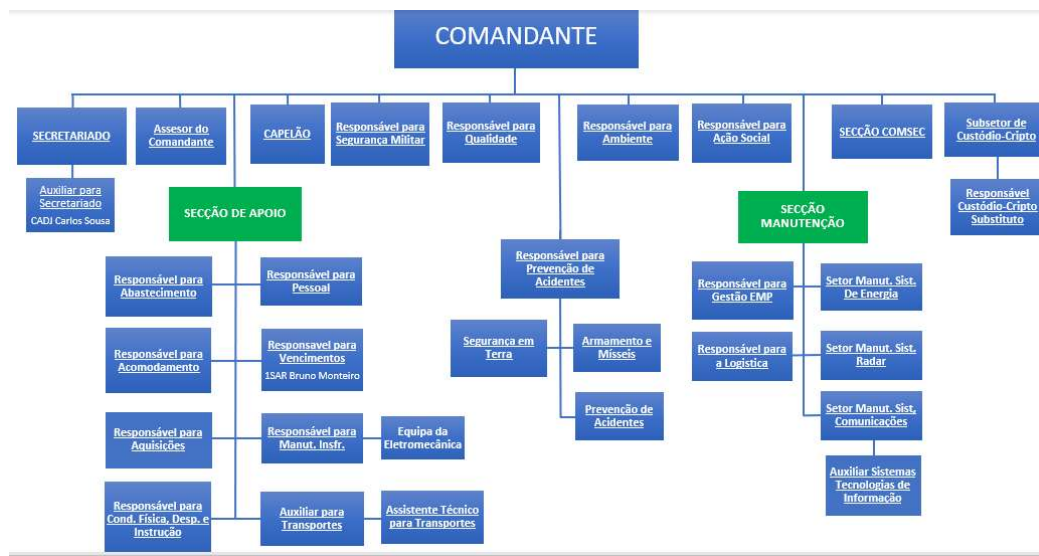 COMANDANTE
SECRETARIADO
Assesor do
Comandante
CAPELÃO
Responsável para
Segurança Militar
Responsável para
Qualidade
Responsável para
Ambiente
Responsável para
Ação Social
SECÇÃO COMSEC
Subsetor de
Custódio-Cripto
Auxiliar para
Secretariado
CADJ Carlos Sousa
SECÇÃO DE APOIO
SECÇÃO
MANUTENÇÃO
Responsável
Custódio-Cripto
Substituto
Responsável para
Abastecimento
Responsável para
Pessoal
Responsável para
Prevenção de
Acidentes
Responsável para
Gestão EMP
Setor Manut. Sist.
De Energia
Responsável para
Acomodamento
Responsavel para
Vencimentos
1SAR Bruno Monteiro
Segurança em
Terra
Armamento e
Mísseis
Responsável para
a Logistica
Setor Manut. Sist.
Radar
Responsável para
Aquisições
Responsável para
Manut. Insfr.
Equipa da
Eletromecânica
Prevenção de
Acidentes
Setor Manut. Sist,
Comunicações
Responsável para
Cond. Física, Desp. e
Instrução
Auxiliar para
Transportes
Assistente Técnico
para Transportes
Auxiliar Sistemas
Tecnologias de
Informação